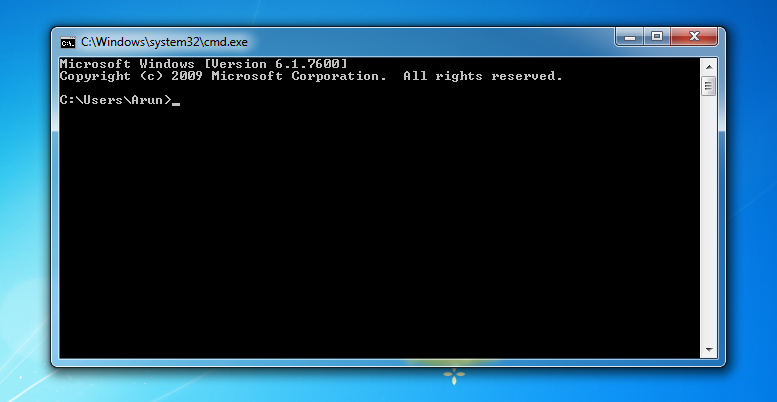 C:\Windows\system32\cmd.exe
Microsoft Windows [Version 6.1.7600]
Copyright (c) 2009 Microsoft Corporation.  All rights reserved.
C:\Users\Arun>_